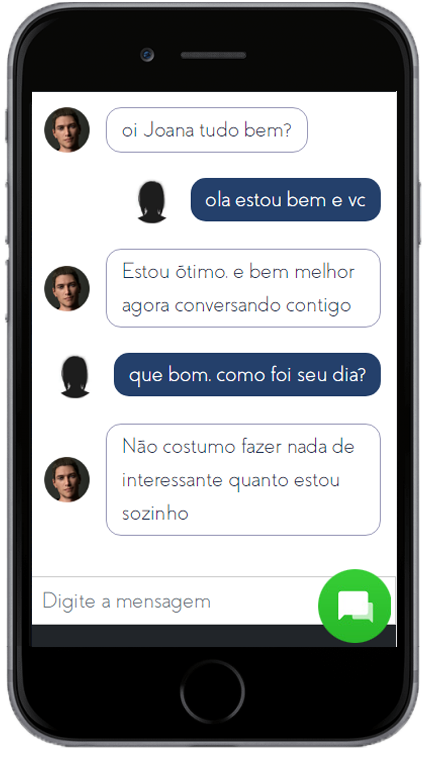 oi Joana tudo bem?
ola estou bem e vc
Estou ōtimo. e bem melhor
agora conversando contigo
que bom. como foi seu dia?
Não costumo fazer nada de
interessante quanto estou
sozinho
Digite a mensagem